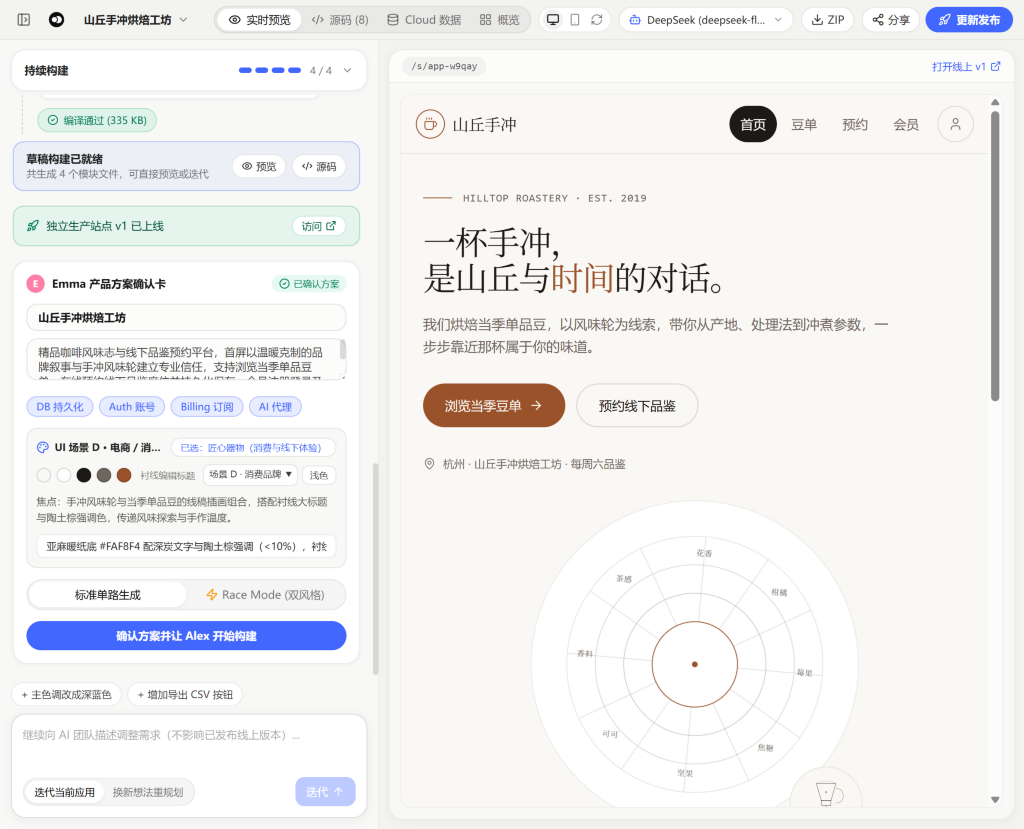 山丘手冲烘焙工坊
实时预览
源码 (8)
Cloud 数据
概览
DeepSeek (deepseek-fl...
ZIP
分享
更新发布
持续构建
4 / 4
编译通过 (335 KB)
草稿构建已就绪
共生成 4 个模块文件，可直接预览或迭代
预览
源码
独立生产站点 v1 已上线
访问
E
Emma 产品方案确认卡
已确认方案
山丘手冲烘焙工坊
精品咖啡风味志与线下品鉴预约平台，首屏以温暖克制的品
牌叙事与手冲风味轮建立专业信任，支持浏览当季单品豆
DB 持久化
Auth 账号
Billing 订阅
AI 代理
UI 场景 D • 电商 / 消...
已选：匠心器物（消费与线下体验）
衬线编辑标题
场景 D · 消费品牌 ▼
浅色
焦点：手冲风味轮与当季单品豆的线稿插画组合，搭配衬线大标题
与陶土棕强调色，传递风味探索与手作温度。
亚麻暖纸底 #FAF8F4 配深炭文字与陶土棕强调（<10%），衬线
标准单路生成
Race Mode (双风格)
确认方案并让 Alex 开始构建
+ 主色调改成深蓝色
+ 增加导出 CSV 按钮
继续向 AI 团队描述调整需求（不影响已发布线上版本）...
迭代当前应用
换新想法重规划
迭代 ↑
/s/app-w9qay
打开线上 v1
山丘手冲
首页
豆单
预约
会员
HILLTOP ROASTERY · EST. 2019
一杯手冲，
是山丘与时间的对话。
我们烘焙当季单品豆，以风味轮为线索，带你从产地、处理法到冲煮参数，一
步步靠近那杯属于你的味道。
浏览当季豆单 →
预约线下品鉴
杭州 · 山丘手冲烘焙工坊 · 每周六品鉴
花香
茶感
柑橘
香料
莓果
可可
焦糖
坚果